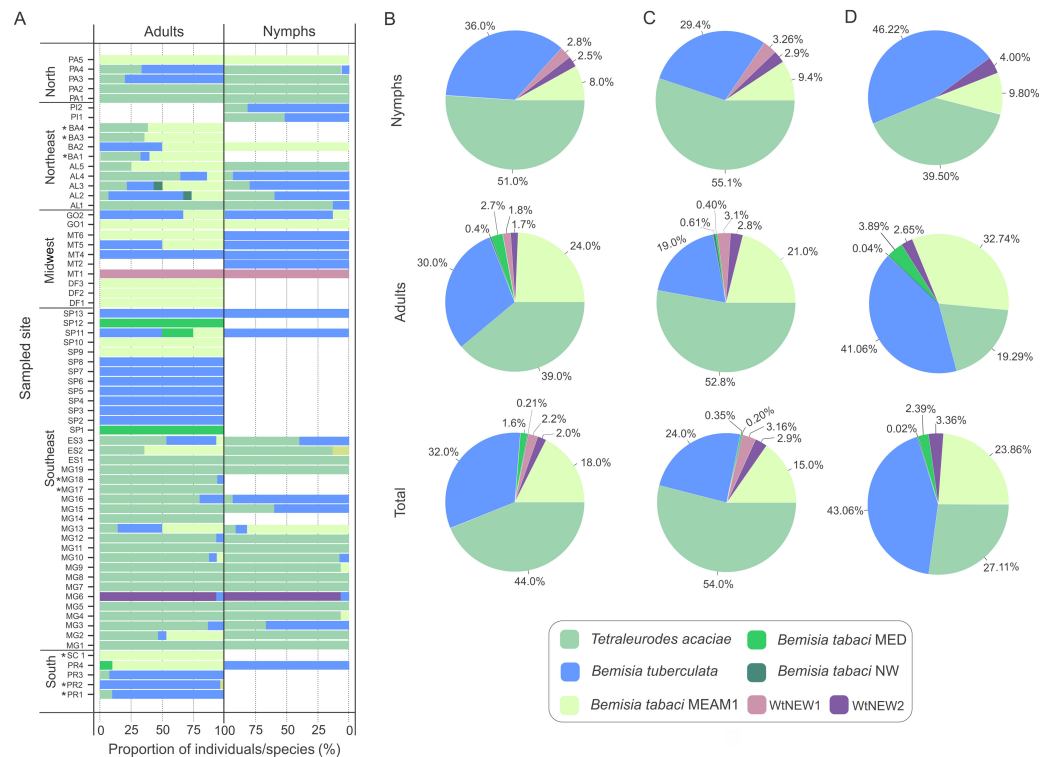 A
Adults
Nymphs
Sampled site
North
PA5
PA4
PA3
PA2
PA1
Northeast
PI2
PI1
* BA4
* BA3
BA2
*BA1
AL5
AL4
AL3
AL2
AL1
Midwest
GO2
GO1
MT6
MT5
MT4
MT2
MT1
DF3
DF2
DF1
Southeast
SP13
SP12
SP11
SP10
SP9
SP8
SP7
SP6
SP5
SP4
SP3
SP2
SP1
ES3
ES2
ES1
MG19
*MG18
*MG17
MG16
MG15
MG14
MG13
MG12
MG11
MG10
MG9
MG8
MG7
MG6
MG5
MG4
MG3
MG2
MG1
South
*SC 1
PR4
PR3
*PR2
*PR1
0 25 50 75 100 75 50 25 0
Proportion of individuals/species (%)
B
C
D
Nymphs
36.0%
2.8%
2.5%
8.0%
51.0%
29.4%
3.26%
2.9%
9.4%
55.1%
46.22%
4.00%
9.80%
39.50%
Adults
30.0%
0.4%
2.7%
1.8%
1.7%
24.0%
39.0%
19.0%
0.61%
0.40%
3.1%
2.8%
21.0%
52.8%
41.06%
0.04%
3.89%
2.65%
32.74%
19.29%
Total
32.0%
1.6%
0.21%
2.2%
2.0%
18.0%
44.0%
24.0%
0.35%
0.20%
3.16%
2.9%
15.0%
54.0%
43.06%
0.02%
2.39%
3.36%
23.86%
27.11%
Tetraleurodes acaciae
Bemisia tabaci MED
Bemisia tuberculata
Bemisia tabaci NW
Bemisia tabaci MEAM1
WtNEW1
WtNEW2